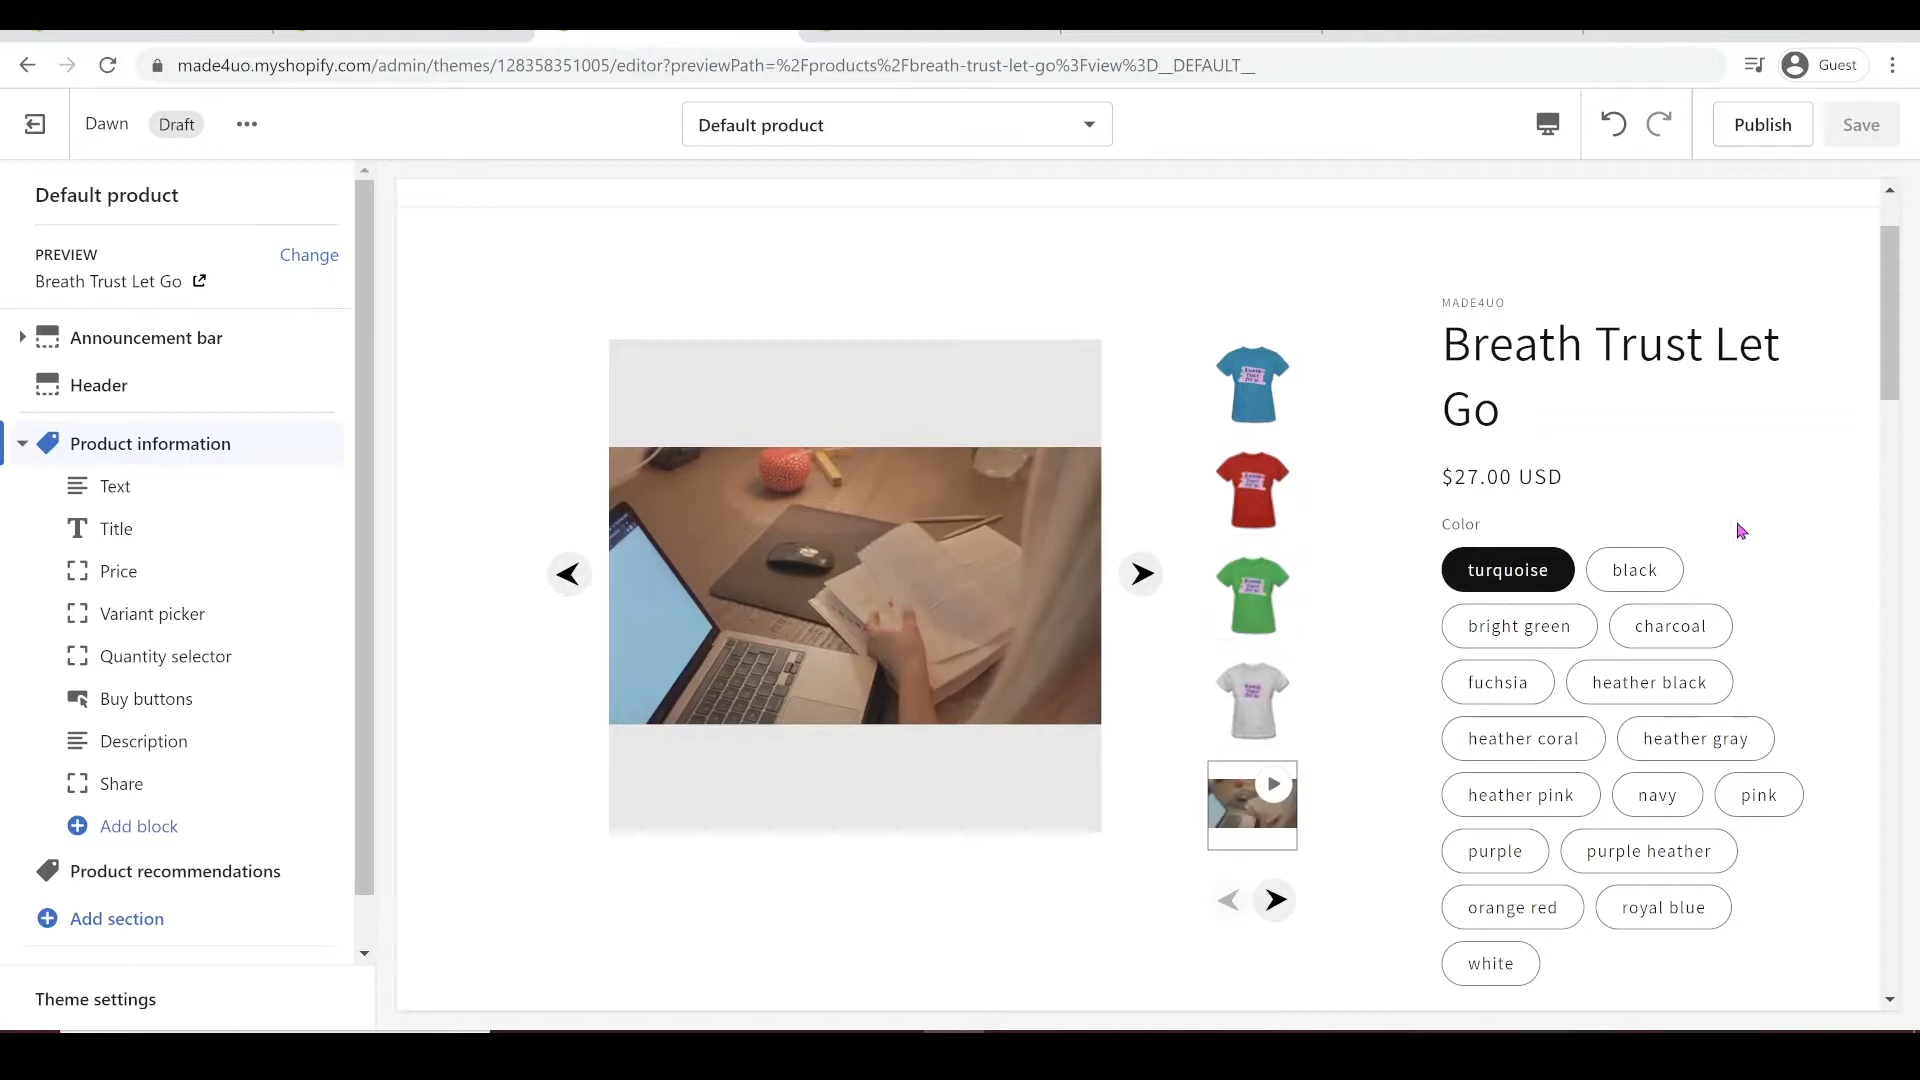 made4uo.myshopify.com/admin/themes/128358351005/editor?previewPath=%2Fproducts%2Fbreath-trust-let-go%3Fview%3D__DEFAULT__
Guest
Dawn
Draft
Default product
Publish
Save
Default product
PREVIEW
Change
Breath Trust Let Go
Announcement bar
Header
Product information
Text
Title
Price
Variant picker
Quantity selector
Buy buttons
Description
Share
Add block
Product recommendations
Add section
Theme settings
MADE4UO
Breath Trust Let
Go
$27.00 USD
Color
turquoise black
bright green charcoal
fuchsia heather black
heather coral heather gray
heather pink navy pink
purple purple heather
orange red royal blue
white